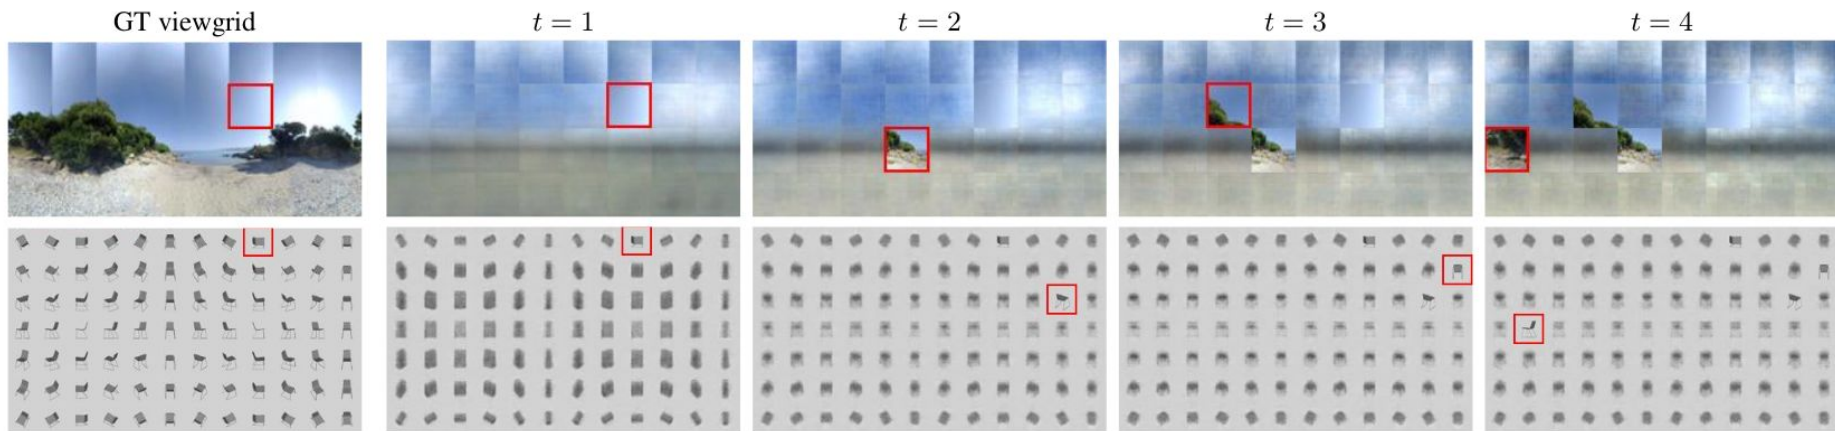 GT viewgrid
t = 1
t = 2
t = 3
t = 4